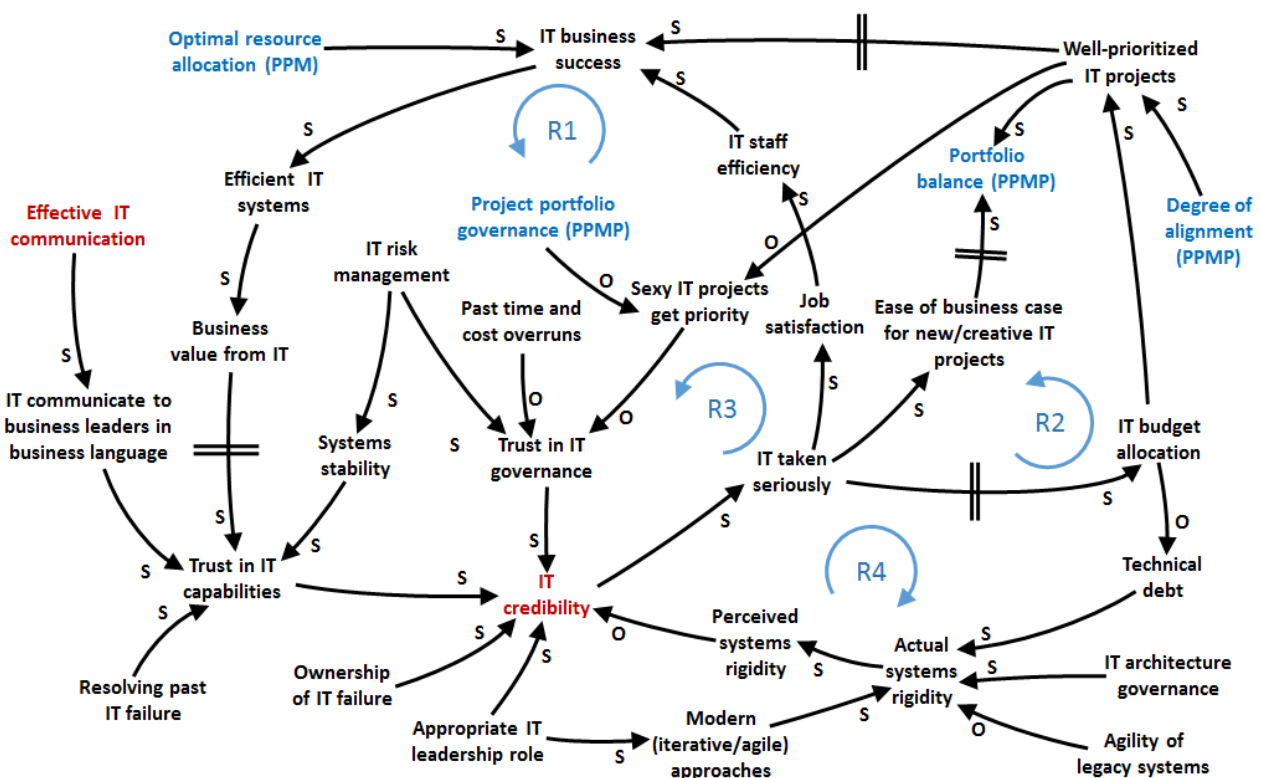 Optimal resource
allocation (PPM)
S
IT business
success
S
Well-prioritized
IT projects
S
R1
S
IT staff
efficiency
S
S
S
Portfolio
balance (PPMP)
Efficient IT
systems
Effective IT
communication
Project portfolio
governance (PPMP)
S
Degree of
alignment
(PPMP)
IT risk
management
O
S
S
O
Sexy IT projects
get priority
Job
satisfaction
Ease of business case
for new/creative IT
projects
Past time and
cost overruns
Business
value from IT
S
IT communicate to
business leaders in
business language
S
O
O
R3
S
S
R2
IT budget
allocation
Systems
stability
S
Trust in IT
governance
IT taken
seriously
S
S
S
S
S
O
Trust in IT
capabilities
S
S
S
IT
credibility
R4
Technical
debt
S
S
O
Perceived
systems
rigidity
S
Actual
systems
rigidity
S
S
IT architecture
governance
Resolving past
IT failure
Ownership
of IT failure
S
Appropriate IT
leadership role
S
Modern
(iterative/agile)
approaches
S
O
Agility of
legacy systems